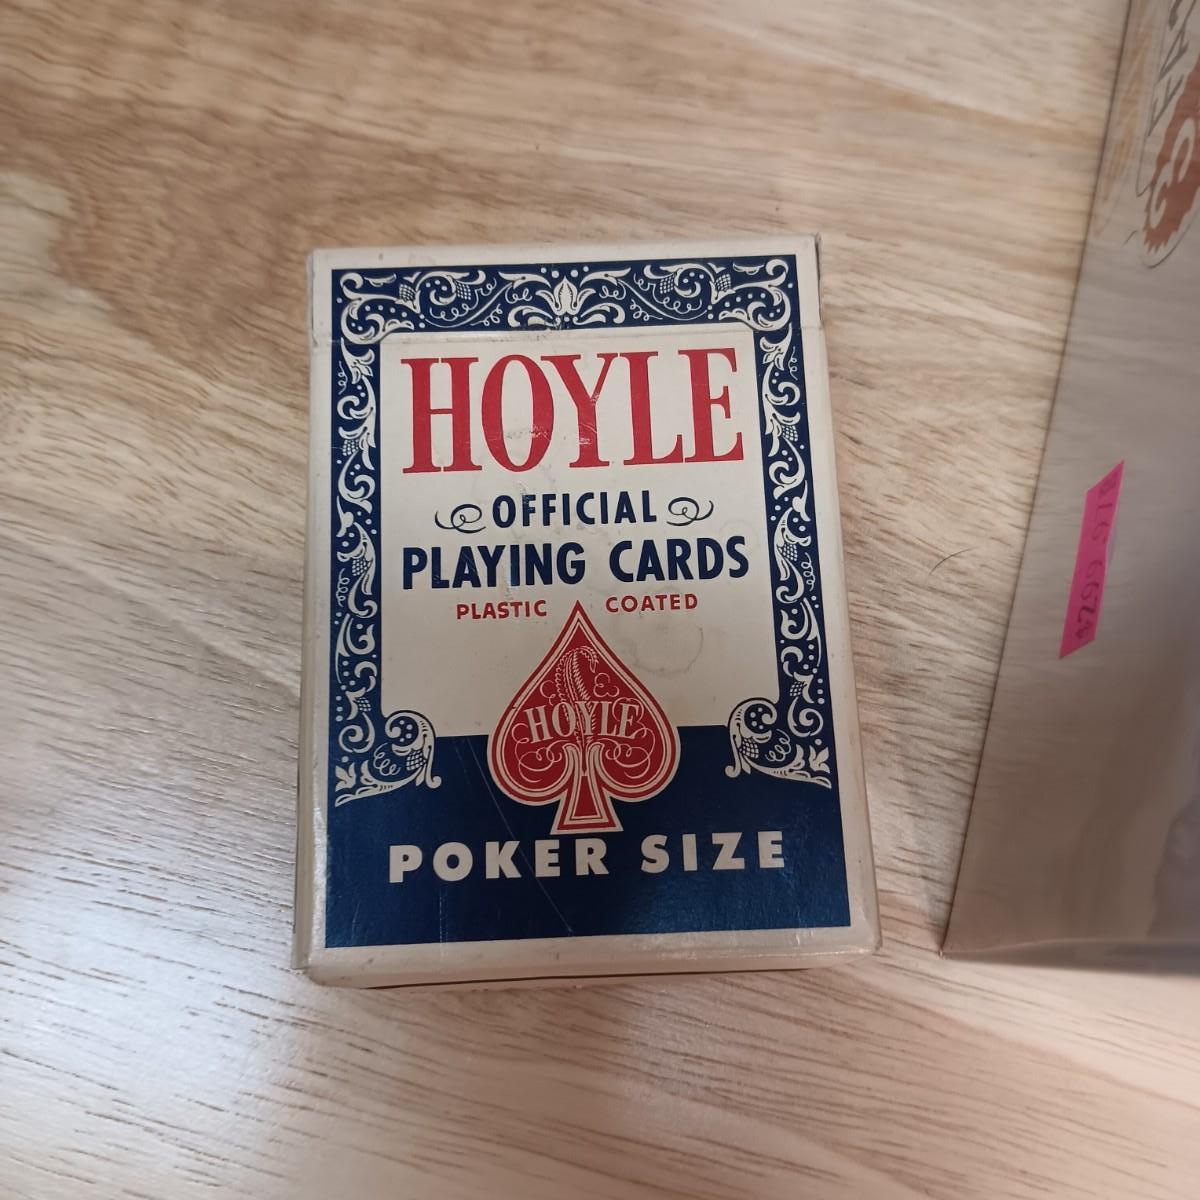 HOYLE
OFFICIAL
PLAYING CARDS
PLASTIC COATED
HOYLE
POKER SIZE